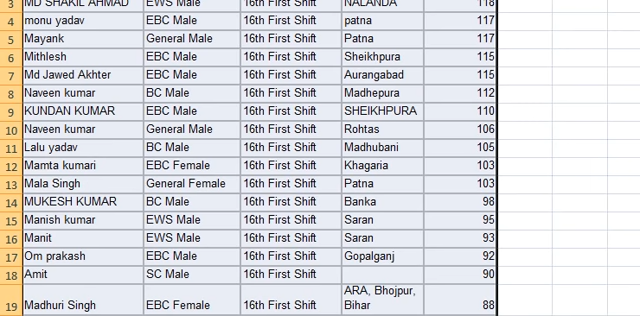 3 MD SHAKIL AHMAD EWS Male 16th First Shift NALANDA 118
4 monu yadav EBC Male 16th First Shift patna 117
5 Mayank General Male 16th First Shift Patna 117
6 Mithlesh EBC Male 16th First Shift Sheikhpura 115
7 Md Jawed Akhter EBC Male 16th First Shift Aurangabad 115
8 Naveen kumar BC Male 16th First Shift Madhepura 112
9 KUNDAN KUMAR EBC Male 16th First Shift SHEIKHPURA 110
10 Naveen kumar General Male 16th First Shift Rohtas 106
11 Lalu yadav BC Male 16th First Shift Madhubani 105
12 Mamta kumari EBC Female 16th First Shift Khagaria 103
13 Mala Singh General Female 16th First Shift Patna 103
14 MUKESH KUMAR BC Male 16th First Shift Banka 98
15 Manish kumar EWS Male 16th First Shift Saran 95
16 Manit EWS Male 16th First Shift Saran 93
17 Om prakash EBC Male 16th First Shift Gopalganj 92
18 Amit SC Male 16th First Shift 90
ARA, Bhojpur,
19 Madhuri Singh EBC Female 16th First Shift Bihar 88